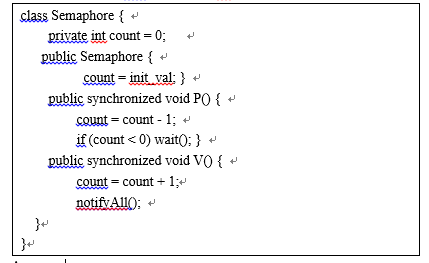 class Semaphore {
private int count = 0;
public Semaphore {
count = init_val; }
public synchronized void P() {
count = count - 1;
if (count < 0) wait(); }
public synchronized void V() {
count = count + 1;
notifyAll();
}
}